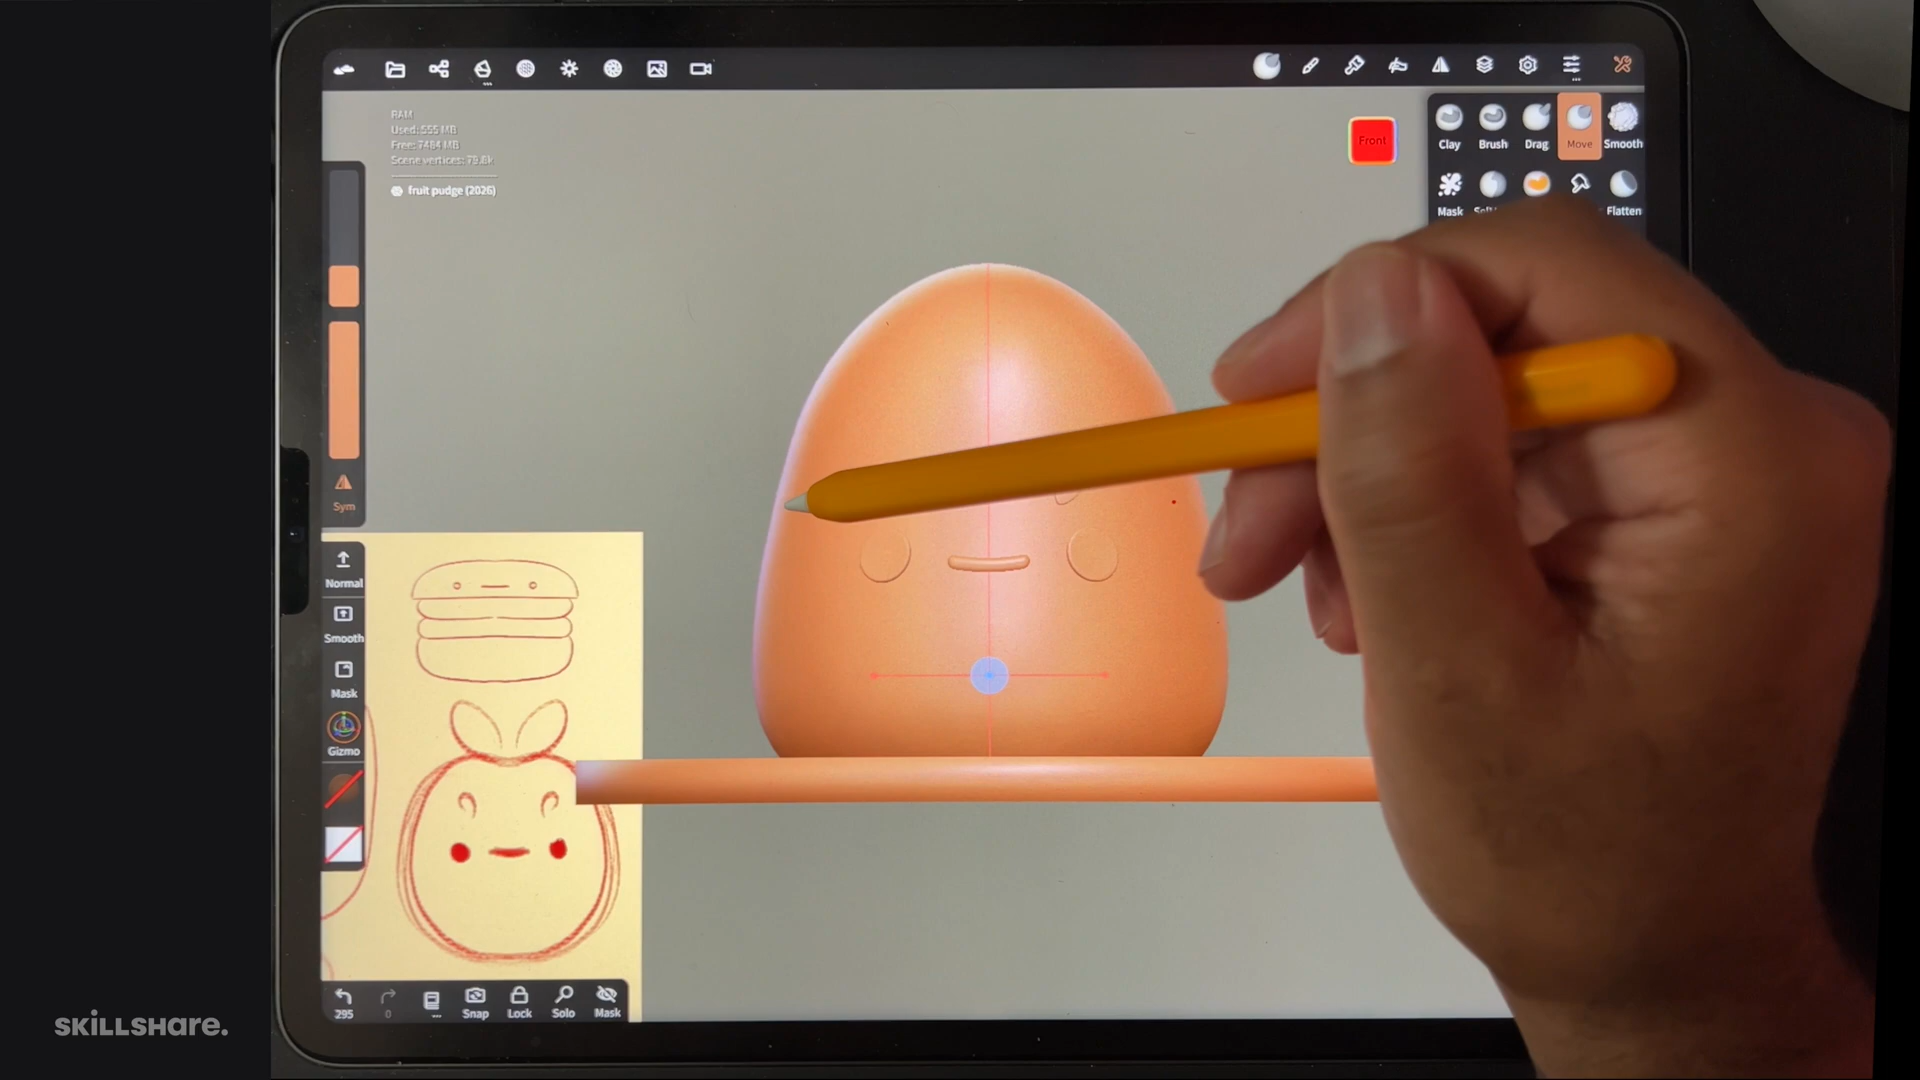 RAM
Used: 555 MB
Free: 7484 MB
Scene vertices: 79.8k
fruit pudge (2026)
Front
Clay Brush Drag Move Smooth
Mask Flatten
Sym
Normal
Smooth
Mask
Gizmo
295 0 ... Snap Lock Solo Mask
SKILLSHARE.